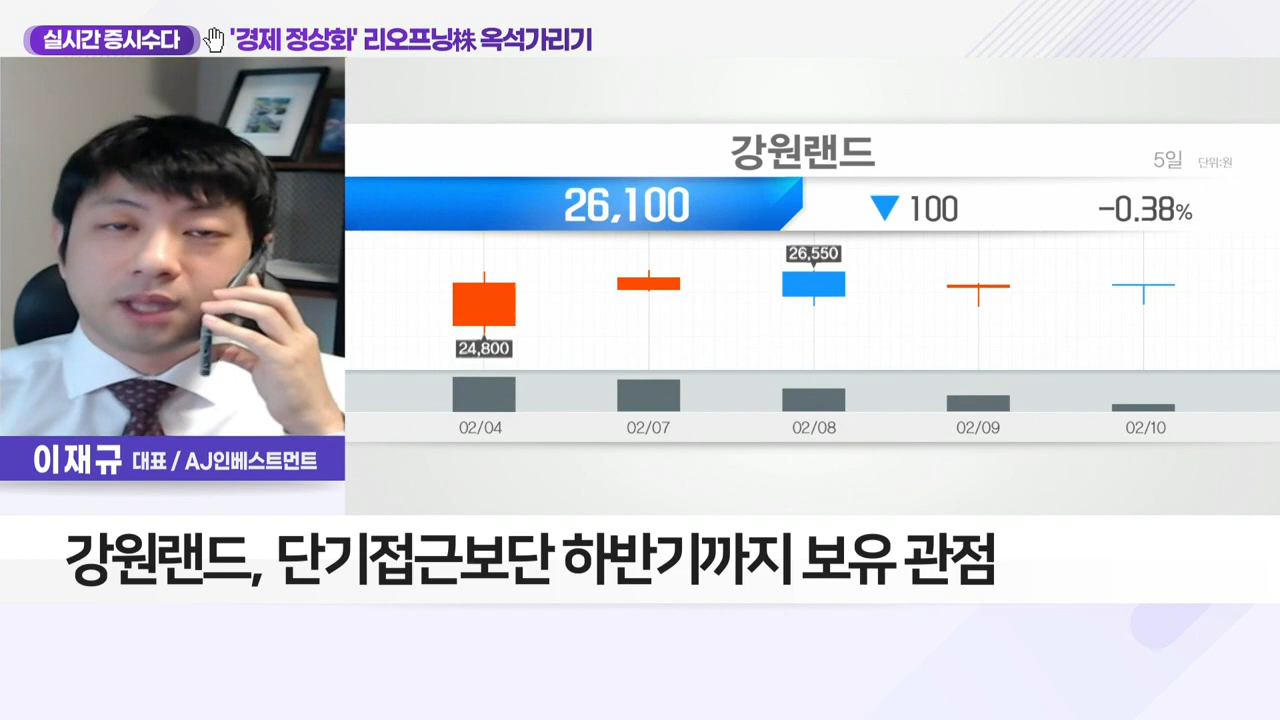 실시간 증시수다 '경제 정상화' 리오프닝株 옥석가리기
강원랜드
5일 단위:원
26,100 ▼ 100 -0.38%
26,550
24,800
02/04 02/07 02/08 02/09 02/10
이재규 대표 / AJ인베스트먼트
강원랜드, 단기접근보단 하반기까지 보유 관점